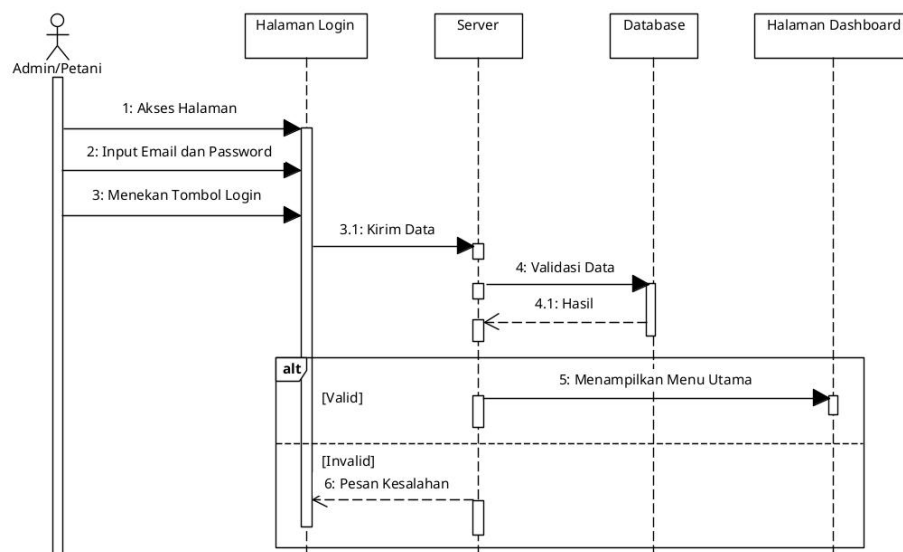 Halaman Login
Server
Database
Halaman Dashboard
Admin/Petani
1: Akses Halaman
2: Input Email dan Password
3: Menekan Tombol Login
3.1: Kirim Data
4: Validasi Data
4.1: Hasil
alt
5: Menampilkan Menu Utama
[Valid]
[Invalid]
6: Pesan Kesalahan